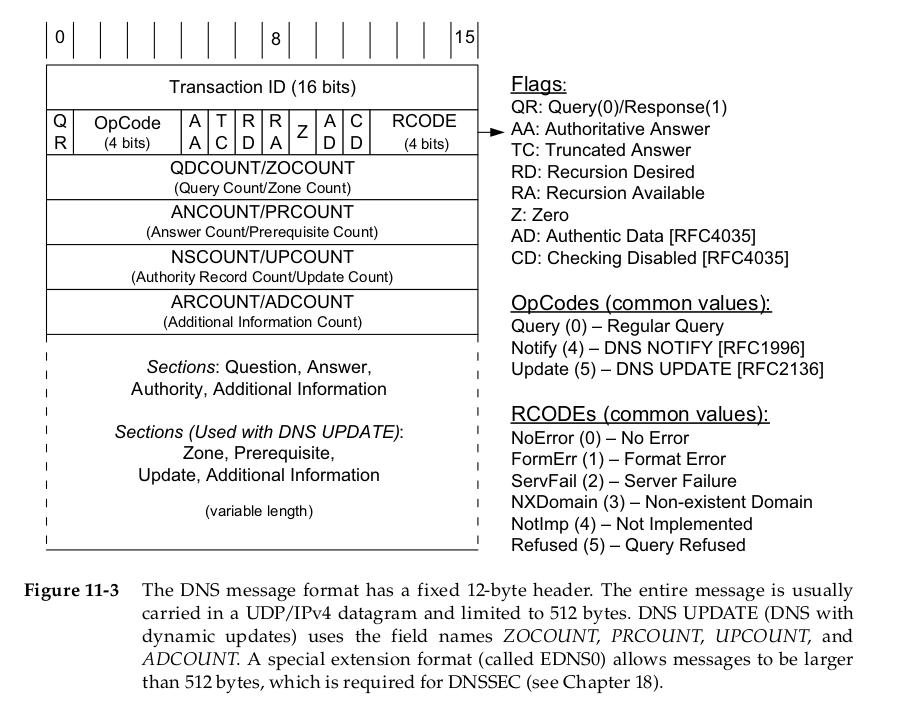 0 8 15
Transaction ID (16 bits)
QR OpCode (4 bits) AA TC RD RA Z AD CD RCODE (4 bits)
QDCOUNT/ZOCOUNT
(Query Count/Zone Count)
ANCOUNT/PRCOUNT
(Answer Count/Prerequisite Count)
NSCOUNT/UPCOUNT
(Authority Record Count/Update Count)
ARCOUNT/ADCOUNT
(Additional Information Count)
Sections: Question, Answer,
Authority, Additional Information
Sections (Used with DNS UPDATE):
Zone, Prerequisite,
Update, Additional Information
(variable length)
Flags:
QR: Query(0)/Response(1)
AA: Authoritative Answer
TC: Truncated Answer
RD: Recursion Desired
RA: Recursion Available
Z: Zero
AD: Authentic Data [RFC4035]
CD: Checking Disabled [RFC4035]
OpCodes (common values):
Query (0) – Regular Query
Notify (4) – DNS NOTIFY [RFC1996]
Update (5) – DNS UPDATE [RFC2136]
RCODEs (common values):
NoError (0) – No Error
FormErr (1) – Format Error
ServFail (2) – Server Failure
NXDomain (3) – Non-existent Domain
NotImp (4) – Not Implemented
Refused (5) – Query Refused
Figure 11-3 The DNS message format has a fixed 12-byte header. The entire message is usually
carried in a UDP/IPv4 datagram and limited to 512 bytes. DNS UPDATE (DNS with
dynamic updates) uses the field names ZOCOUNT, PRCOUNT, UPCOUNT, and
ADCOUNT. A special extension format (called EDNS0) allows messages to be larger
than 512 bytes, which is required for DNSSEC (see Chapter 18).